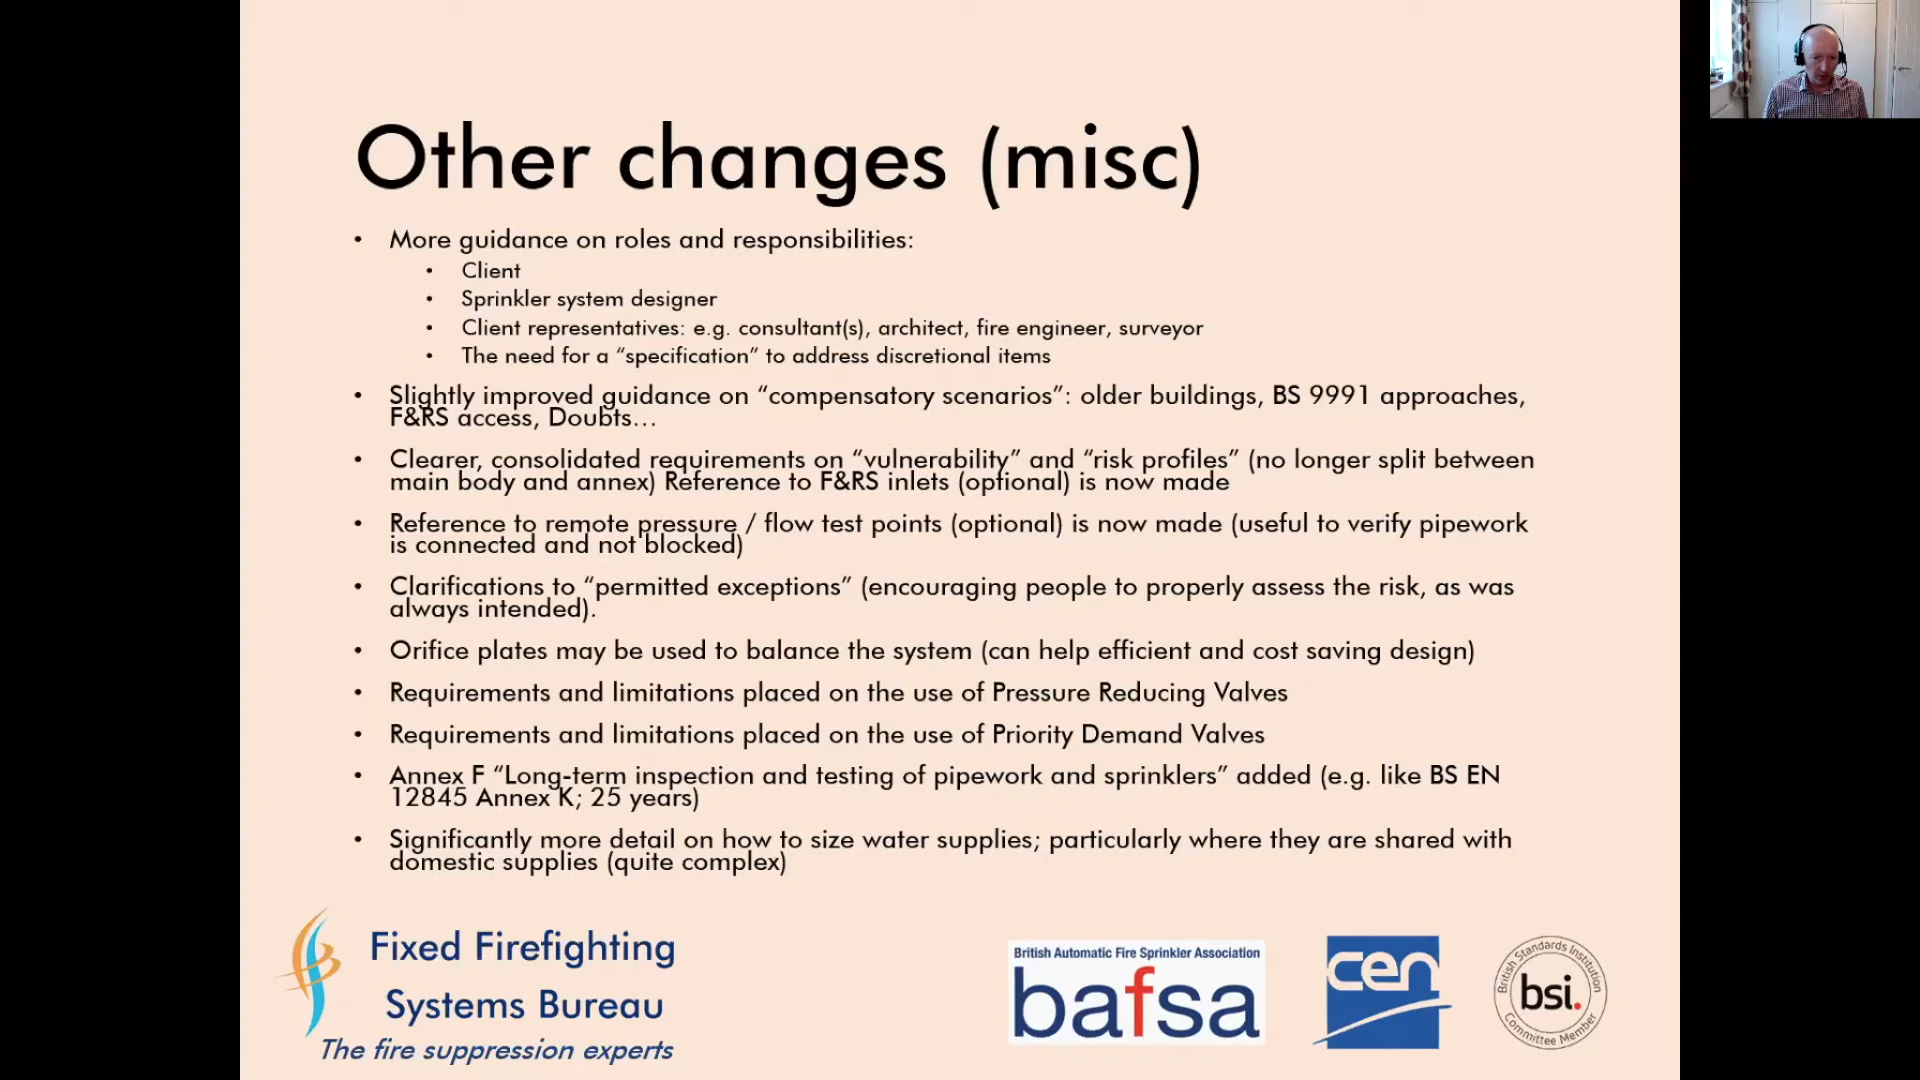 Other changes (misc)
• More guidance on roles and responsibilities:
• Client
• Sprinkler system designer
• Client representatives: e.g. consultant(s), architect, fire engineer, surveyor
• The need for a “specification” to address discretional items
• Slightly improved guidance on “compensatory scenarios”: older buildings, BS 9991 approaches,
F&RS access, Doubts…
• Clearer, consolidated requirements on “vulnerability” and “risk profiles” (no longer split between
main body and annex) Reference to F&RS inlets (optional) is now made
• Reference to remote pressure / flow test points (optional) is now made (useful to verify pipework
is connected and not blocked)
• Clarifications to “permitted exceptions” (encouraging people to properly assess the risk, as was
always intended).
• Orifice plates may be used to balance the system (can help efficient and cost saving design)
• Requirements and limitations placed on the use of Pressure Reducing Valves
• Requirements and limitations placed on the use of Priority Demand Valves
• Annex F “Long-term inspection and testing of pipework and sprinklers” added (e.g. like BS EN
12845 Annex K; 25 years)
• Significantly more detail on how to size water supplies; particularly where they are shared with
domestic supplies (quite complex)
Fixed Firefighting
Systems Bureau
The fire suppression experts
British Automatic Fire Sprinkler Association
bafsa
cen
British Standards Institution
bsi.
Committee Member